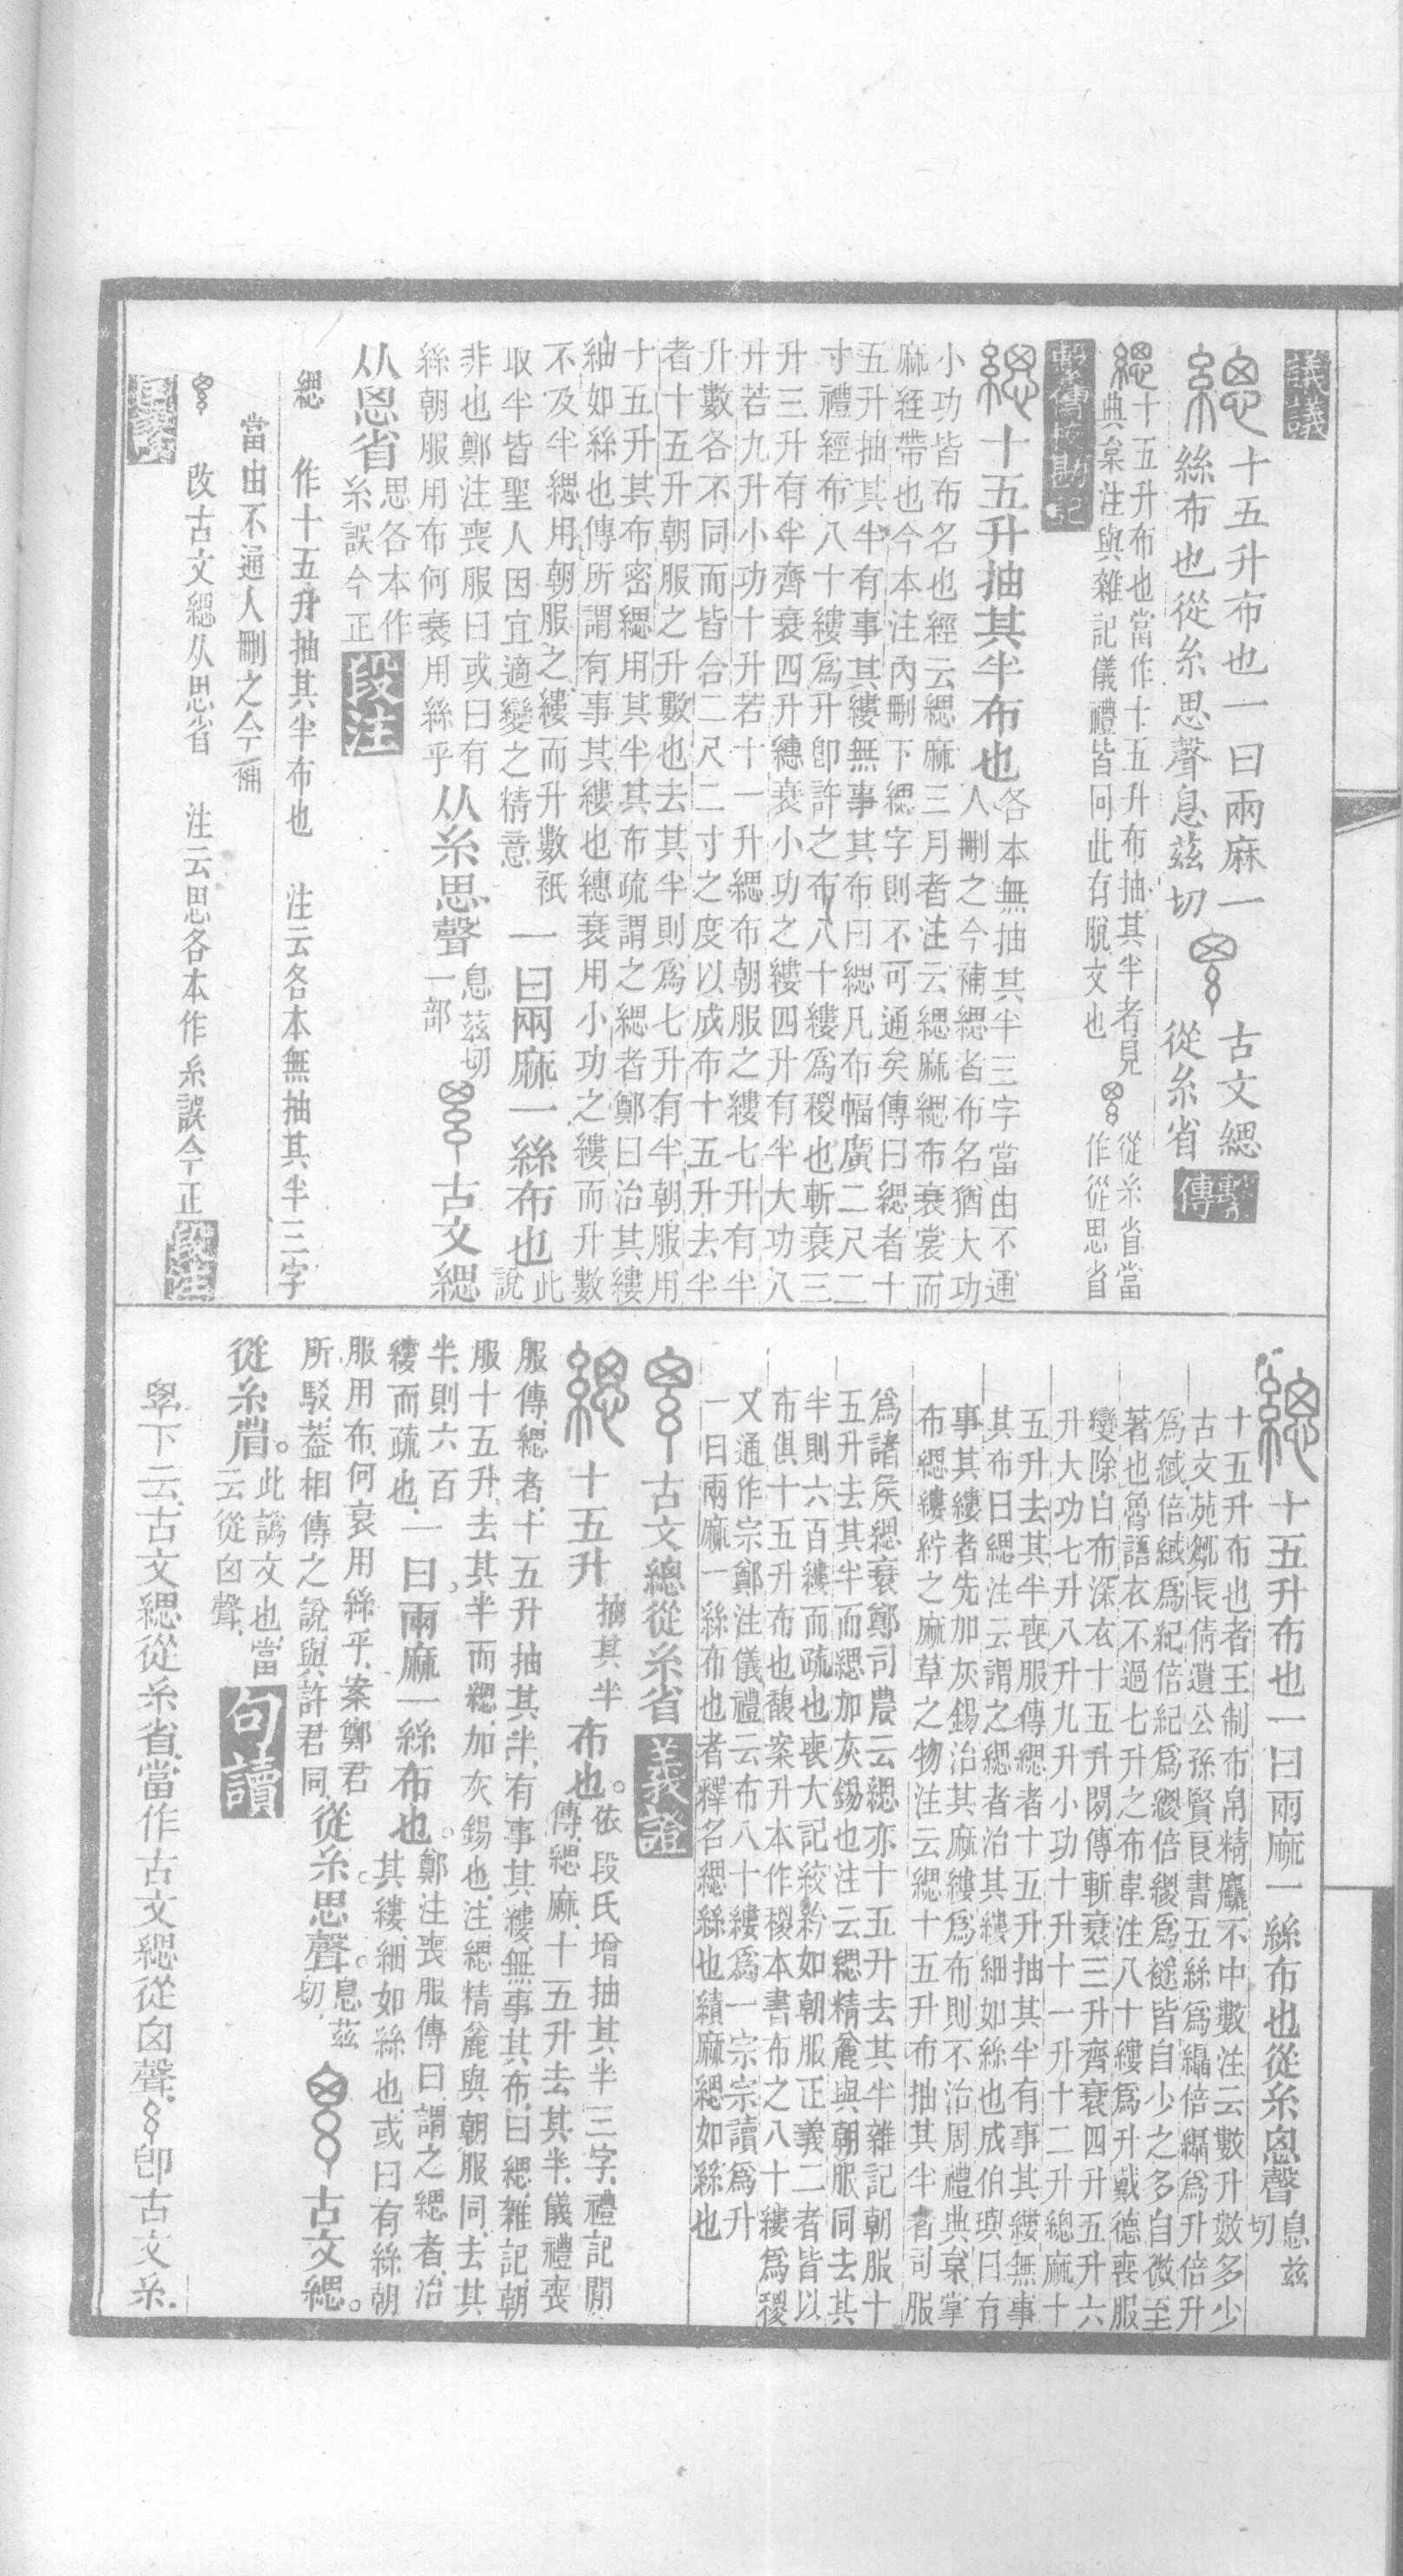 議議
十五升布也一曰兩麻一
絲布也從糸思聲息茲切
古文緦
從糸省
繫傳
緦十五升布也當作十五升布抽其半者見
典枲注與雜記儀禮皆同此有脫文也
從糸省當
作從思省
繫傳校勘記
十五升抽其半布也
各本無抽其半三字當由不通
人刪之今補緦者布名猶大功
小功皆布名也經云緦麻三月者注云緦麻緦布衰裳而
麻絰帶也今本注內刪下緦字則不可通矣傳曰緦者十
五升抽其半有事其縷無事其布曰緦凡布幅廣二尺二
寸禮經布八十縷爲升卽許之布八十縷爲稯也斬衰三
升三升有半齊衰四升繐衰小功之縷四升有半大功八
升若九升小功十升若十一升緦布朝服之縷七升有半
升數各不同而皆合二尺二寸之度以成布十五升去半
者十五升朝服之升數也去其半則爲七升有半朝服用
十五升其布密緦用其半其布疏謂之緦者鄭曰治其縷
紬如絲也傳所謂有事其縷也繐衰用小功之縷而升數
不及半緦用朝服之縷而升數衹
取半皆聖人因宜適變之精意
一曰兩麻一絲布也
此
說
非也鄭注喪服曰或曰有
絲朝服用布何衰用絲乎
从糸思聲
息茲切
一部
古文緦
从恖省
思各本作
糸誤今正
段注
緦 作十五升抽其半布也 注云各本無抽其半三字
當由不通人刪之今補
改古文緦从思省 注云思各本作糸誤今正
段注
十五升布也一曰兩麻一絲布也從糸恖聲
息茲
切
十五升布也者王制布帛精麤不中數注云數升數多少
古文苑鄒長倩遺公孫賢良書五絲爲䌰倍䌰爲升倍升
爲緎倍緎爲紀倍紀爲緵倍緵爲襚皆自少之多自微至
著也魯語衣不過七升之布韋注八十縷爲升戴德喪服
變除白布深衣十五升閒傳斬衰三升齊衰四升五升六
升大功七升八升九升小功十升十一升十二升緦麻十
五升去其半喪服傳緦者十五升抽其半有事其縷無事
其布曰緦注云謂之緦者治其縷細如絲也成伯璵曰有
事其縷者先加灰錫治其麻縷爲布則不治周禮典枲掌
布緦縷紵之麻草之物注云緦十五升布抽其半者司服
爲諸矦緦衰鄭司農云緦亦十五升去其半雜記朝服十
五升去其半而緦加灰錫也注云緦精麤與朝服同去其
半則六百縷而疏也喪大記絞紟如朝服正義二者皆以
布俱十五升布也馥案升本作稯本書布之八十縷爲稯
又通作宗鄭注儀禮云布八十縷爲一宗宗讀爲升
一曰兩麻一絲布也者釋名緦絲也績麻緦如絲也
古文緦從糸省
義證
十五升抽其半布也。
依段氏增抽其半三字禮記閒
傳緦麻十五升去其半儀禮喪
服傳緦者十五升抽其半有事其縷無事其布曰緦雜記朝
服十五升去其半而緦加灰錫也注緦精麤與朝服同去其
半則六百
縷而疏也
一曰兩麻一絲布也。
鄭注喪服傳曰謂之緦者治
其縷細如絲也或曰有絲朝
服用布何衰用絲乎案鄭君
所駁葢相傳之說與許君同
從糸思聲。
息茲
切
古文緦。
從糸省。
此譌文也當
云從囟聲
句讀
㚇下云古文緦從糸省當作古文緦從囟聲卽古文糸